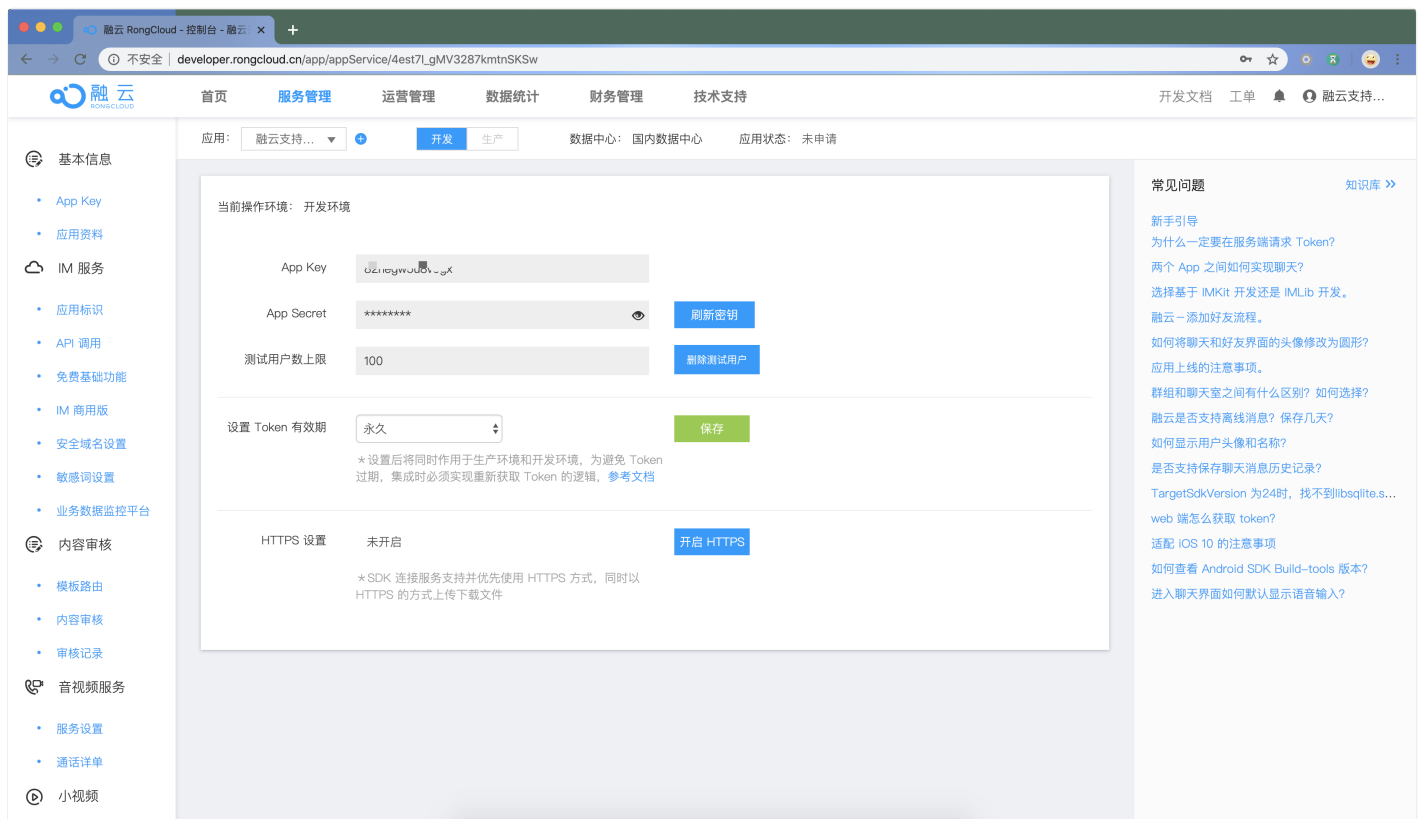 融云 RongCloud - 控制台 - 融云
不安全 developer.rongcloud.cn/app/appService/4est7l_gMV3287kmtnSKSw
融云 RONGCLOUD
首页 服务管理 运营管理 数据统计 财务管理 技术支持 开发文档 工单 融云支持...
应用： 融云支持... 开发 生产 数据中心： 国内数据中心 应用状态： 未申请
基本信息
App Key
应用资料
IM 服务
应用标识
API 调用
免费基础功能
IM 商用版
安全域名设置
敏感词设置
业务数据监控平台
内容审核
模板路由
内容审核
审核记录
音视频服务
服务设置
通话详单
小视频
当前操作环境： 开发环境
App Key
App Secret ******** 刷新密钥
测试用户数上限 100 删除测试用户
设置 Token 有效期 永久 保存
＊设置后将同时作用于生产环境和开发环境，为避免 Token
过期，集成时必须实现重新获取 Token 的逻辑，参考文档
HTTPS 设置 未开启 开启 HTTPS
＊SDK 连接服务支持并优先使用 HTTPS 方式，同时以
HTTPS 的方式上传下载文件
常见问题 知识库
新手引导
为什么一定要在服务端请求 Token?
两个 App 之间如何实现聊天?
选择基于 IMKit 开发还是 IMLib 开发。
融云－添加好友流程。
如何将聊天和好友界面的头像修改为圆形?
应用上线的注意事项。
群组和聊天室之间有什么区别？如何选择?
融云是否支持离线消息？保存几天?
如何显示用户头像和名称?
是否支持保存聊天消息历史记录?
TargetSdkVersion 为24时，找不到libsqlite.s...
web 端怎么获取 token?
适配 iOS 10 的注意事项
如何查看 Android SDK Build-tools 版本?
进入聊天界面如何默认显示语音输入?